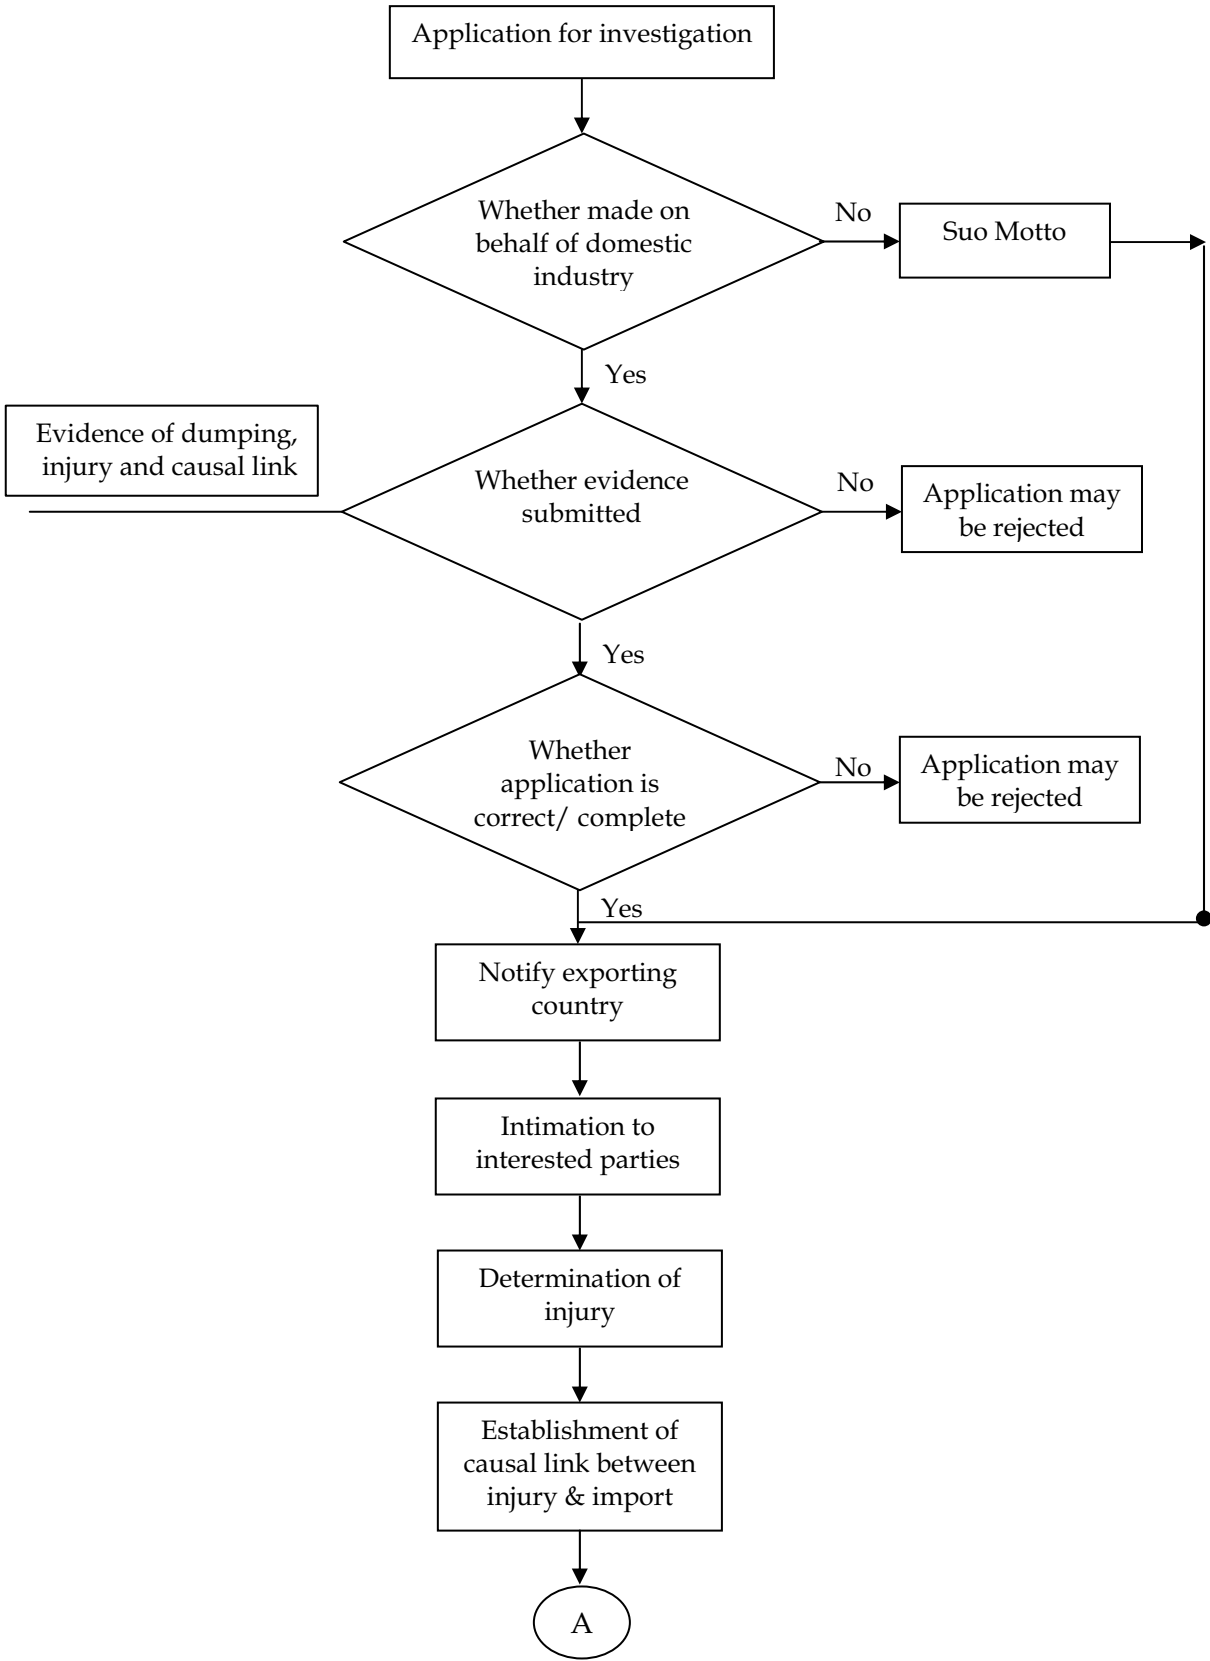 Application for investigation
Whether made on
behalf of domestic
industry
No
Suo Motto
Yes
Evidence of dumping,
injury and causal link
Whether evidence
submitted
No
Application may
be rejected
Yes
Whether
application is
correct/ complete
No
Application may
be rejected
Yes
Notify exporting
country
Intimation to
interested parties
Determination of
injury
Establishment of
causal link between
injury & import
A